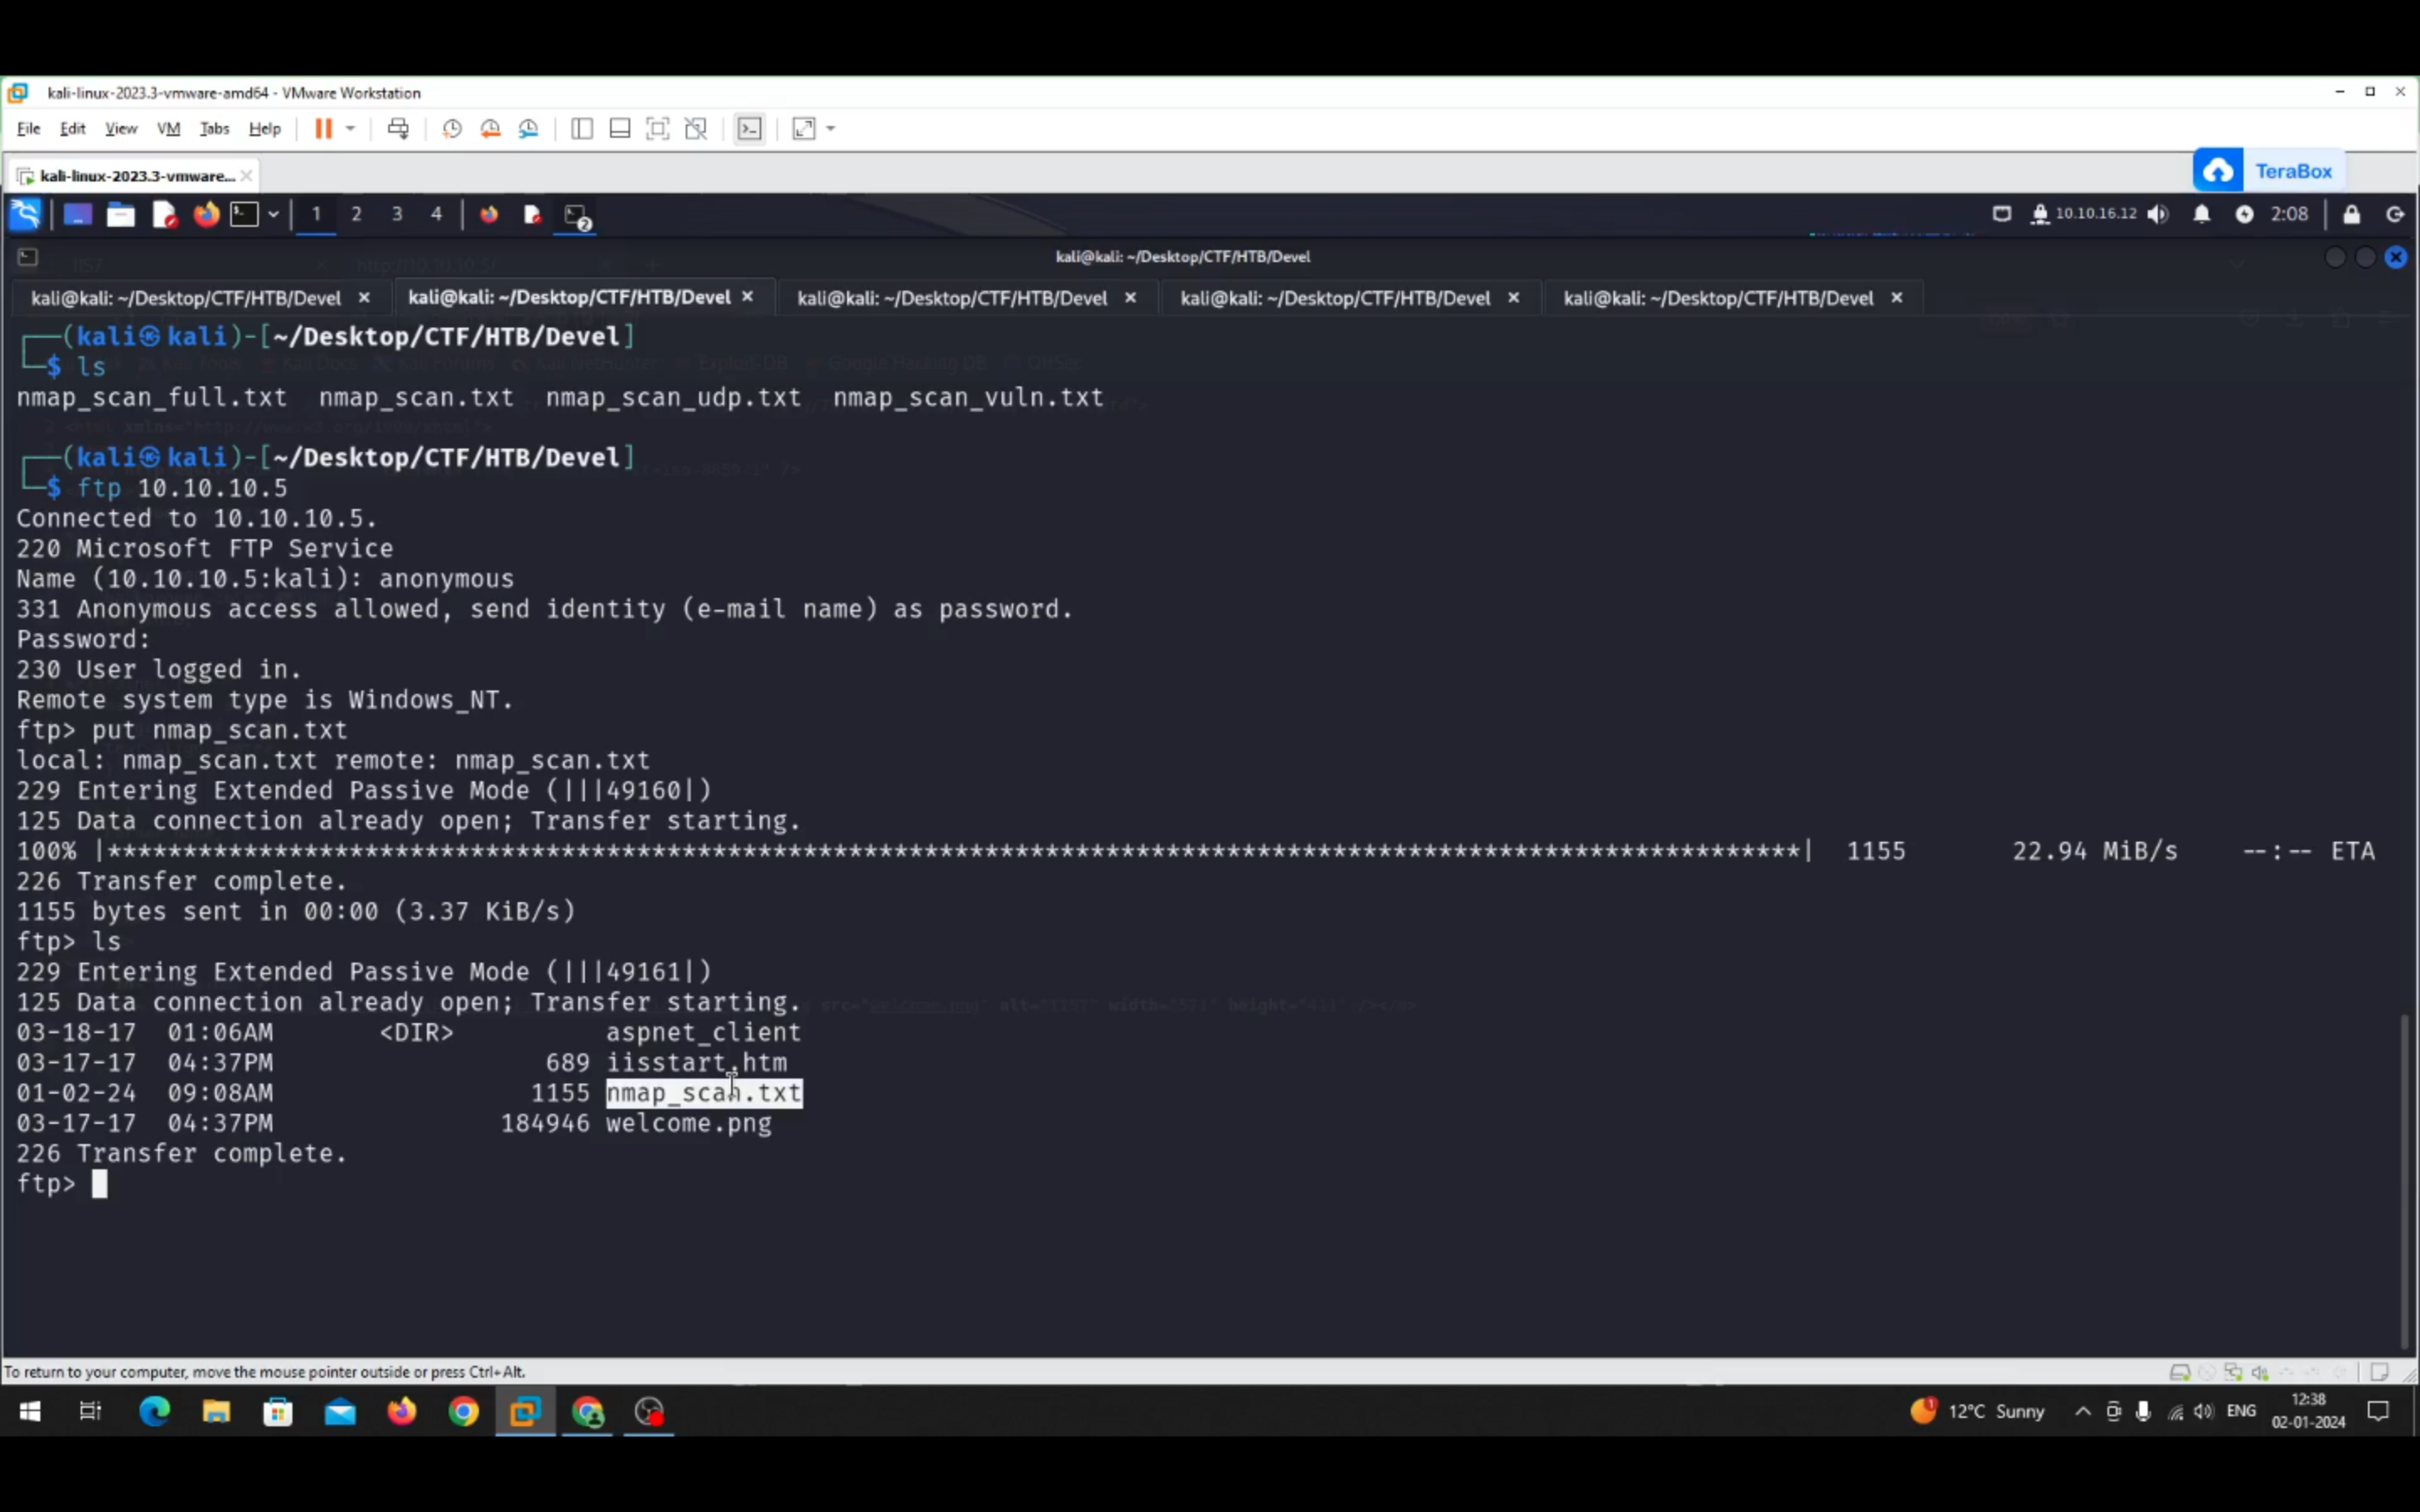 kali-linux-2023.3-vmware-amd64 - VMware Workstation
File Edit View VM Tabs Help
kali-linux-2023.3-vmware...
TeraBox
1 2 3 4 2 10.10.16.12 2:08
kali@kali: ~/Desktop/CTF/HTB/Devel
kali@kali: ~/Desktop/CTF/HTB/Devel kali@kali: ~/Desktop/CTF/HTB/Devel kali@kali: ~/Desktop/CTF/HTB/Devel kali@kali: ~/Desktop/CTF/HTB/Devel kali@kali: ~/Desktop/CTF/HTB/Devel
┌──(kali㉿kali)-[~/Desktop/CTF/HTB/Devel]
└─$ ls
nmap_scan_full.txt nmap_scan.txt nmap_scan_udp.txt nmap_scan_vuln.txt
┌──(kali㉿kali)-[~/Desktop/CTF/HTB/Devel]
└─$ ftp 10.10.10.5
Connected to 10.10.10.5.
220 Microsoft FTP Service
Name (10.10.10.5:kali): anonymous
331 Anonymous access allowed, send identity (e-mail name) as password.
Password:
230 User logged in.
Remote system type is Windows_NT.
ftp> put nmap_scan.txt
local: nmap_scan.txt remote: nmap_scan.txt
229 Entering Extended Passive Mode (|||49160|)
125 Data connection already open; Transfer starting.
100% |****************************************************************************************************************| 1155 22.94 MiB/s --:-- ETA
226 Transfer complete.
1155 bytes sent in 00:00 (3.37 KiB/s)
ftp> ls
229 Entering Extended Passive Mode (|||49161|)
125 Data connection already open; Transfer starting.
03-18-17 01:06AM <DIR> aspnet_client
03-17-17 04:37PM 689 iisstart.htm
01-02-24 09:08AM 1155 nmap_scan.txt
03-17-17 04:37PM 184946 welcome.png
226 Transfer complete.
ftp>
To return to your computer, move the mouse pointer outside or press Ctrl+Alt.
1 12°C Sunny ENG 12:38
02-01-2024